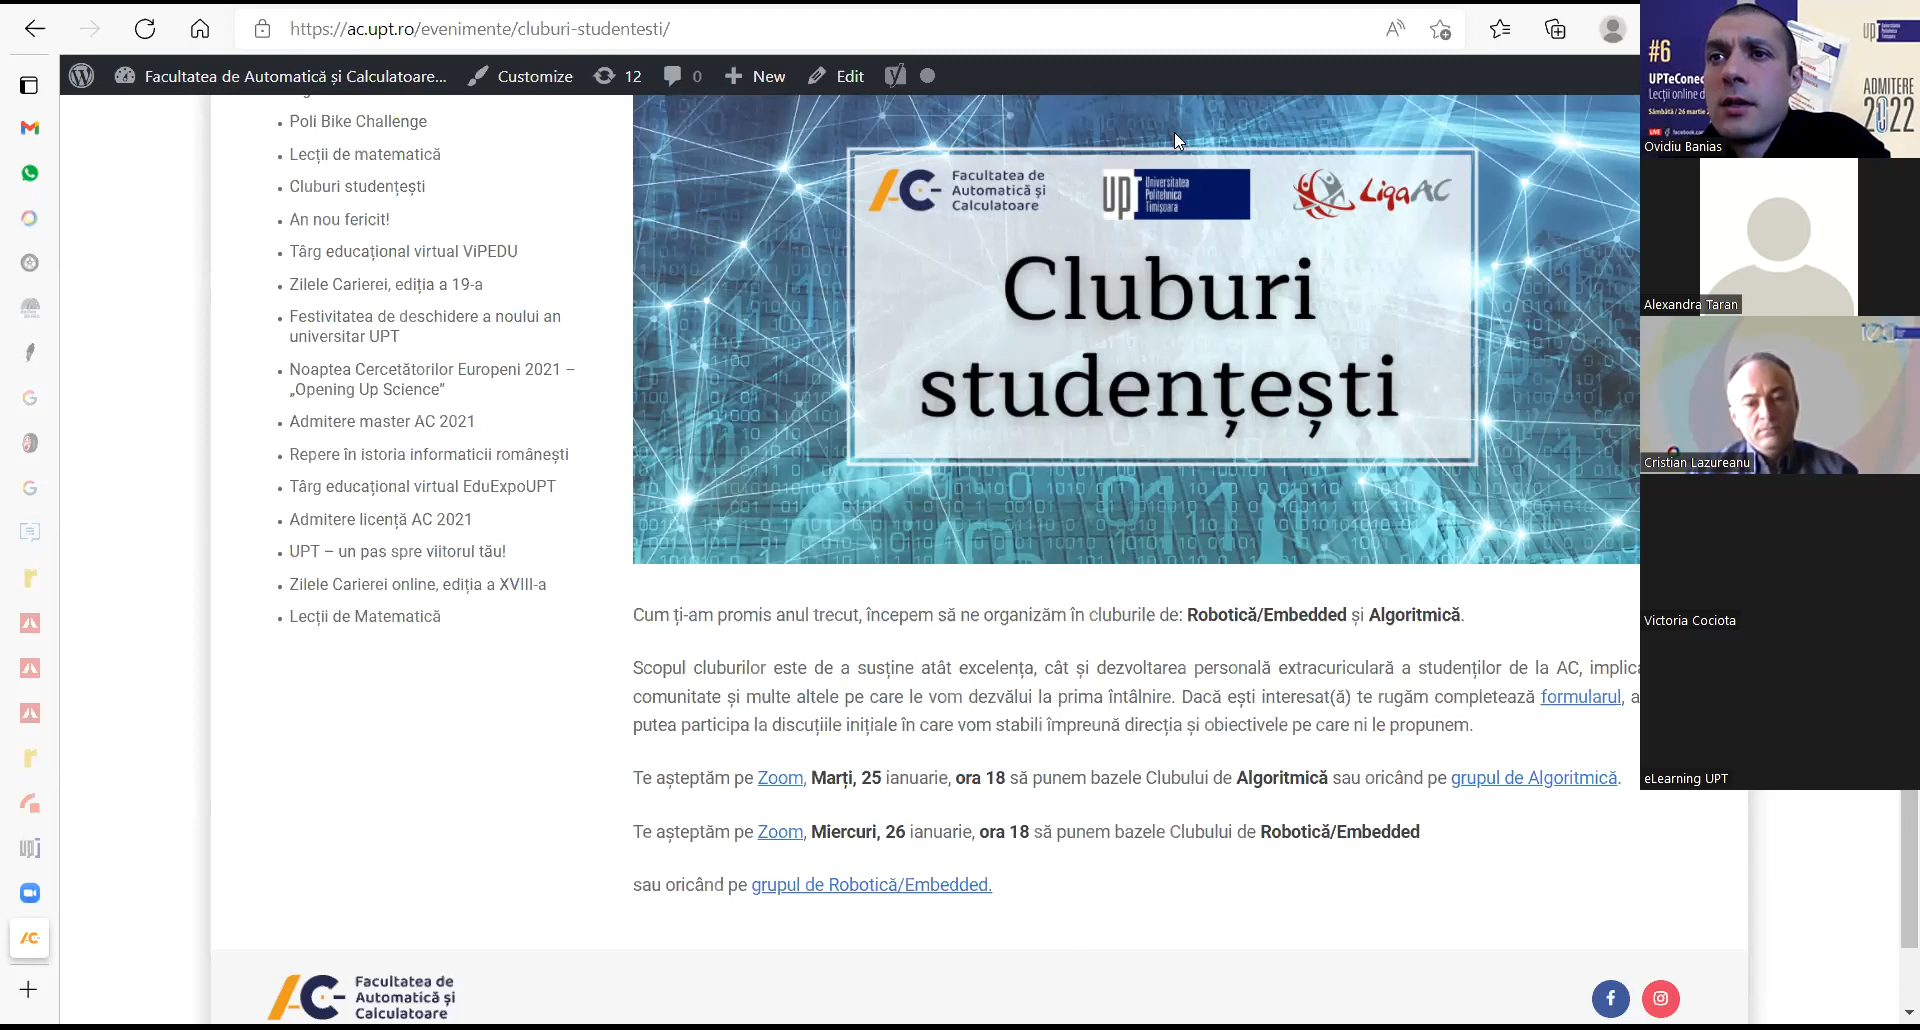 https://ac.upt.ro/evenimente/cluburi-studentesti/
Facultatea de Automatică și Calculatoare...
Customize
12
0
New
Edit
Poli Bike Challenge
Lecții de matematică
Cluburi studențești
An nou fericit!
Târg educațional virtual ViPEDU
Zilele Carierei, ediția a 19-a
Festivitatea de deschidere a noului an
universitar UPT
Noaptea Cercetătorilor Europeni 2021 –
„Opening Up Science”
Admitere master AC 2021
Repere în istoria informaticii românești
Târg educațional virtual EduExpoUPT
Admitere licență AC 2021
UPT – un pas spre viitorul tău!
Zilele Carierei online, ediția a XVIII-a
Lecții de Matematică
AC
Facultatea de
Automatică și
Calculatoare
UPT
Universitatea
Politehnica
Timișoara
LigaAC
Cluburi
studențești
Cum ți-am promis anul trecut, începem să ne organizăm în cluburile de: Robotică/Embedded și Algoritmică.
Scopul cluburilor este de a susține atât excelența, cât și dezvoltarea personală extracuriculară a studenților de la AC, implica
comunitate și multe altele pe care le vom dezvălui la prima întâlnire. Dacă ești interesat(ă) te rugăm completează formularul, a
putea participa la discuțiile inițiale în care vom stabili împreună direcția și obiectivele pe care ni le propunem.
Te așteptăm pe Zoom, Marți, 25 ianuarie, ora 18 să punem bazele Clubului de Algoritmică sau oricând pe grupul de Algoritmică.
Te așteptăm pe Zoom, Miercuri, 26 ianuarie, ora 18 să punem bazele Clubului de Robotică/Embedded
sau oricând pe grupul de Robotică/Embedded.
AC
Facultatea de
Automatică și
Calculatoare
#6
UPTeConec
Lecții online d
Sâmbătă / 26 martie
LIVE facebook.com
ADMITERE
2022
Ovidiu Banias
Alexandra Taran
Cristian Lazureanu
Victoria Cociota
eLearning UPT